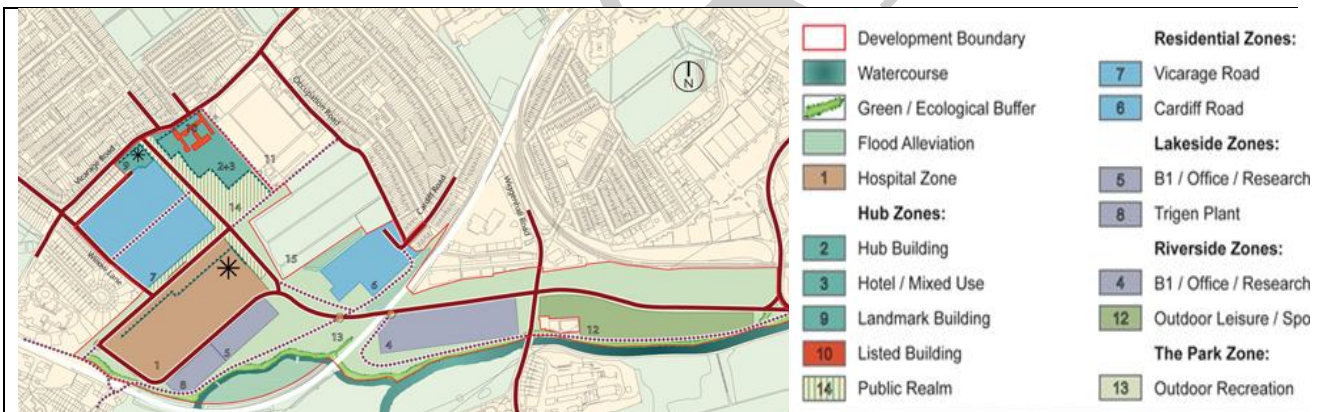 Occupation Road
Vicarage Road
9
2+3
11
14
Cardiff Road
Wiggenhall Road
15
7
Willow Lane
6
12
13
4
5
1
8
N
Development Boundary
Watercourse
Green / Ecological Buffer
Flood Alleviation
1 Hospital Zone
Hub Zones:
2 Hub Building
3 Hotel / Mixed Use
9 Landmark Building
10 Listed Building
14 Public Realm
Residential Zones:
7 Vicarage Road
6 Cardiff Road
Lakeside Zones:
5 B1 / Office / Research
8 Trigen Plant
Riverside Zones:
4 B1 / Office / Research
12 Outdoor Leisure / Spo
The Park Zone:
13 Outdoor Recreation